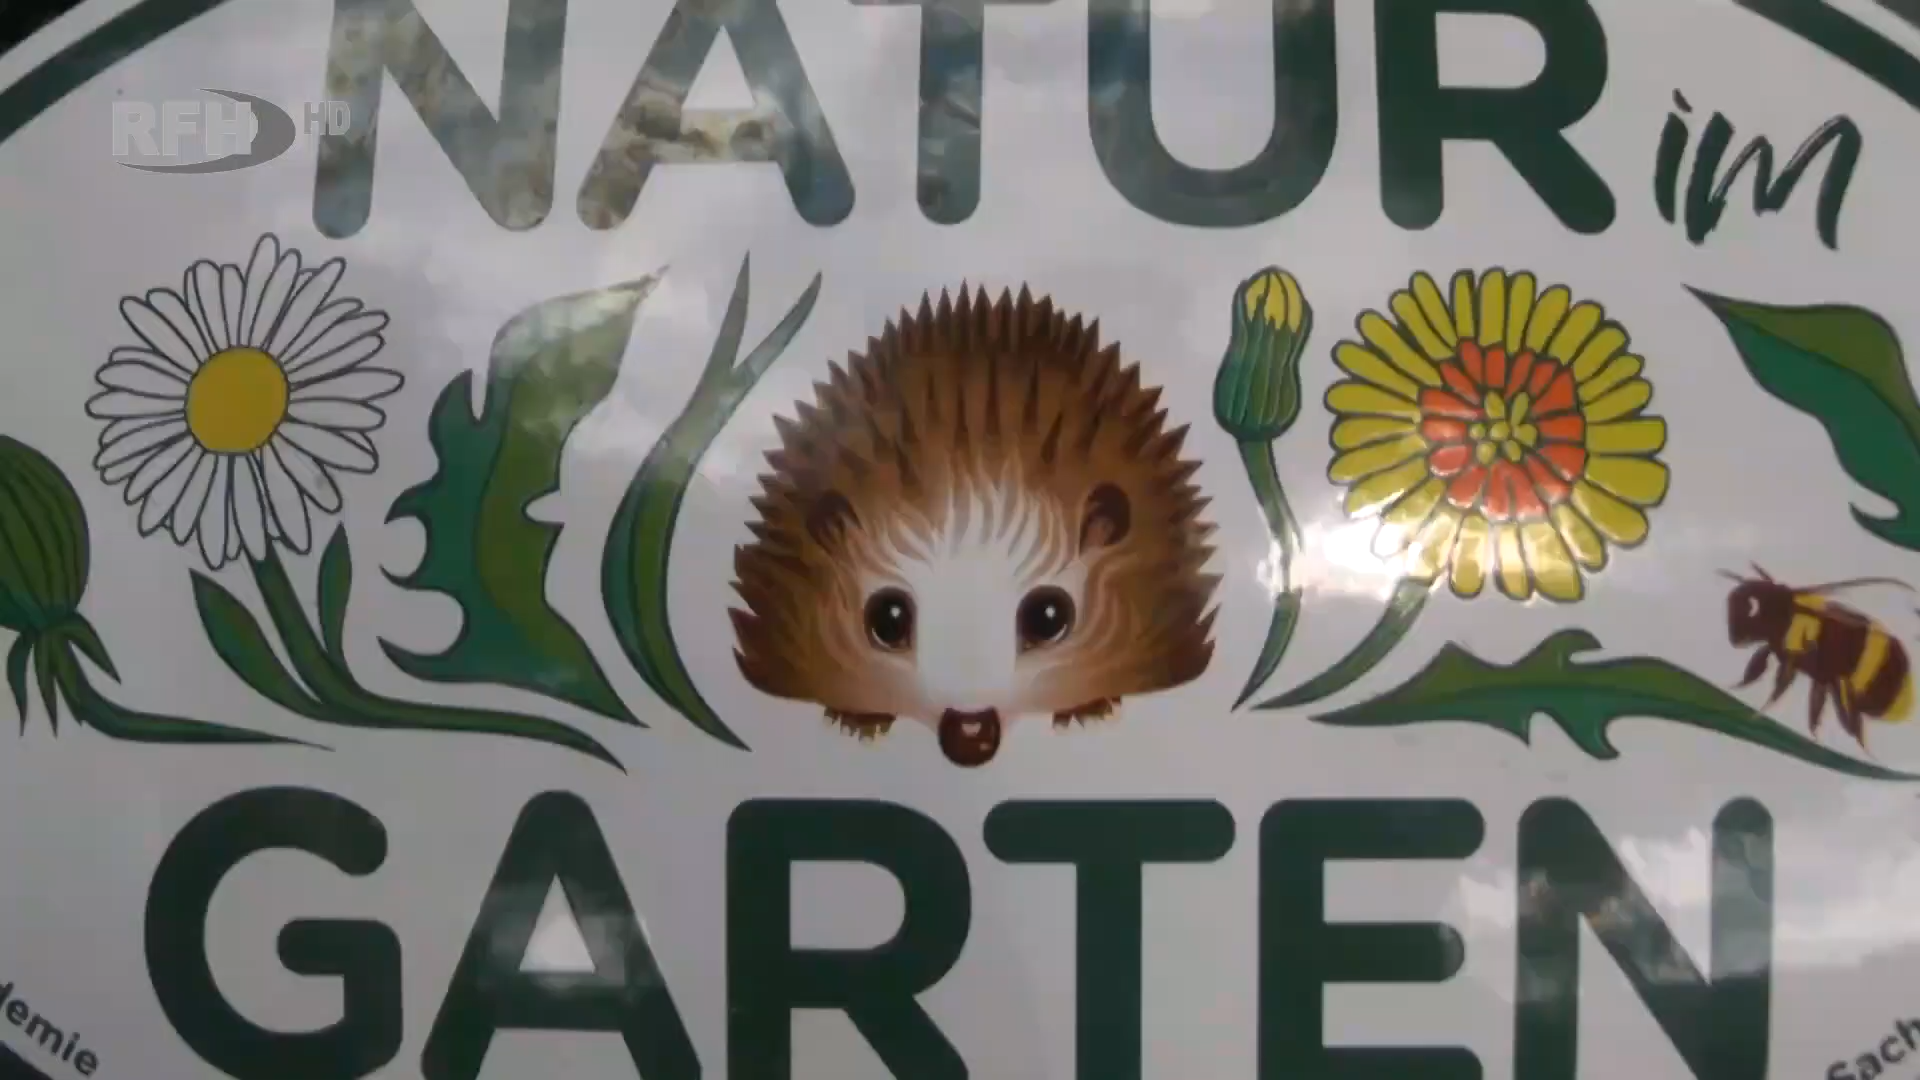 NATUR im
RFH HD
GARTEN
demie
Sach